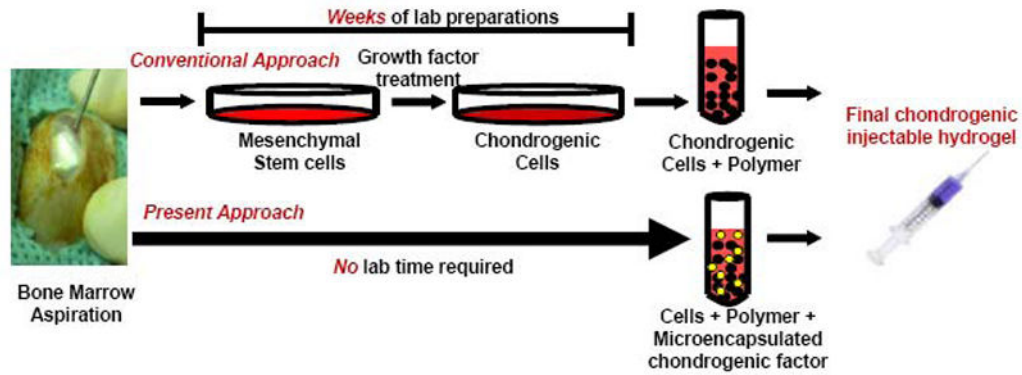 Weeks of lab preparations
Conventional Approach
Growth factor
treatment
Mesenchymal
Stem cells
Chondrogenic
Cells
Chondrogenic
Cells + Polymer
Final chondrogenic
injectable hydrogel
Present Approach
No lab time required
Bone Marrow
Aspiration
Cells + Polymer +
Microencapsulated
chondrogenic factor